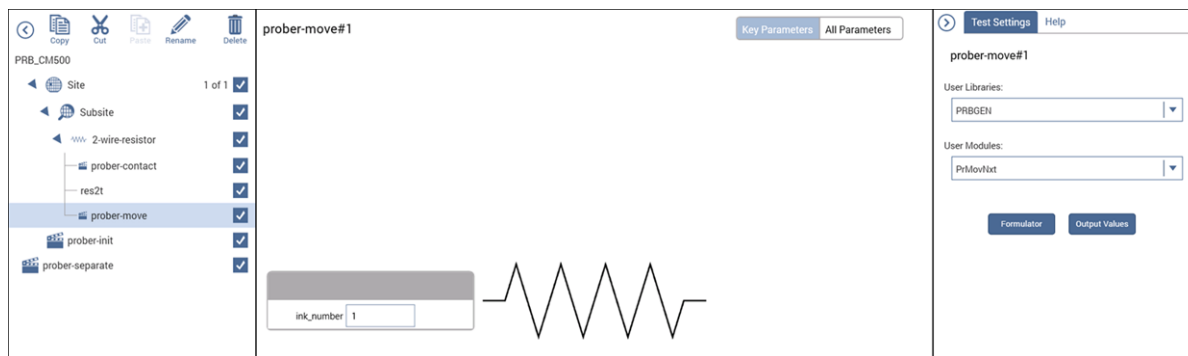 Copy Cut Paste Rename Delete
PRB_CM500
Site 1 of 1
Subsite
2-wire-resistor
prober-contact
res2t
prober-move
prober-init
prober-separate
prober-move#1
Key Parameters All Parameters
ink_number 1
Test Settings Help
prober-move#1
User Libraries:
PRBGEN
User Modules:
PrMovNxt
Formulator Output Values